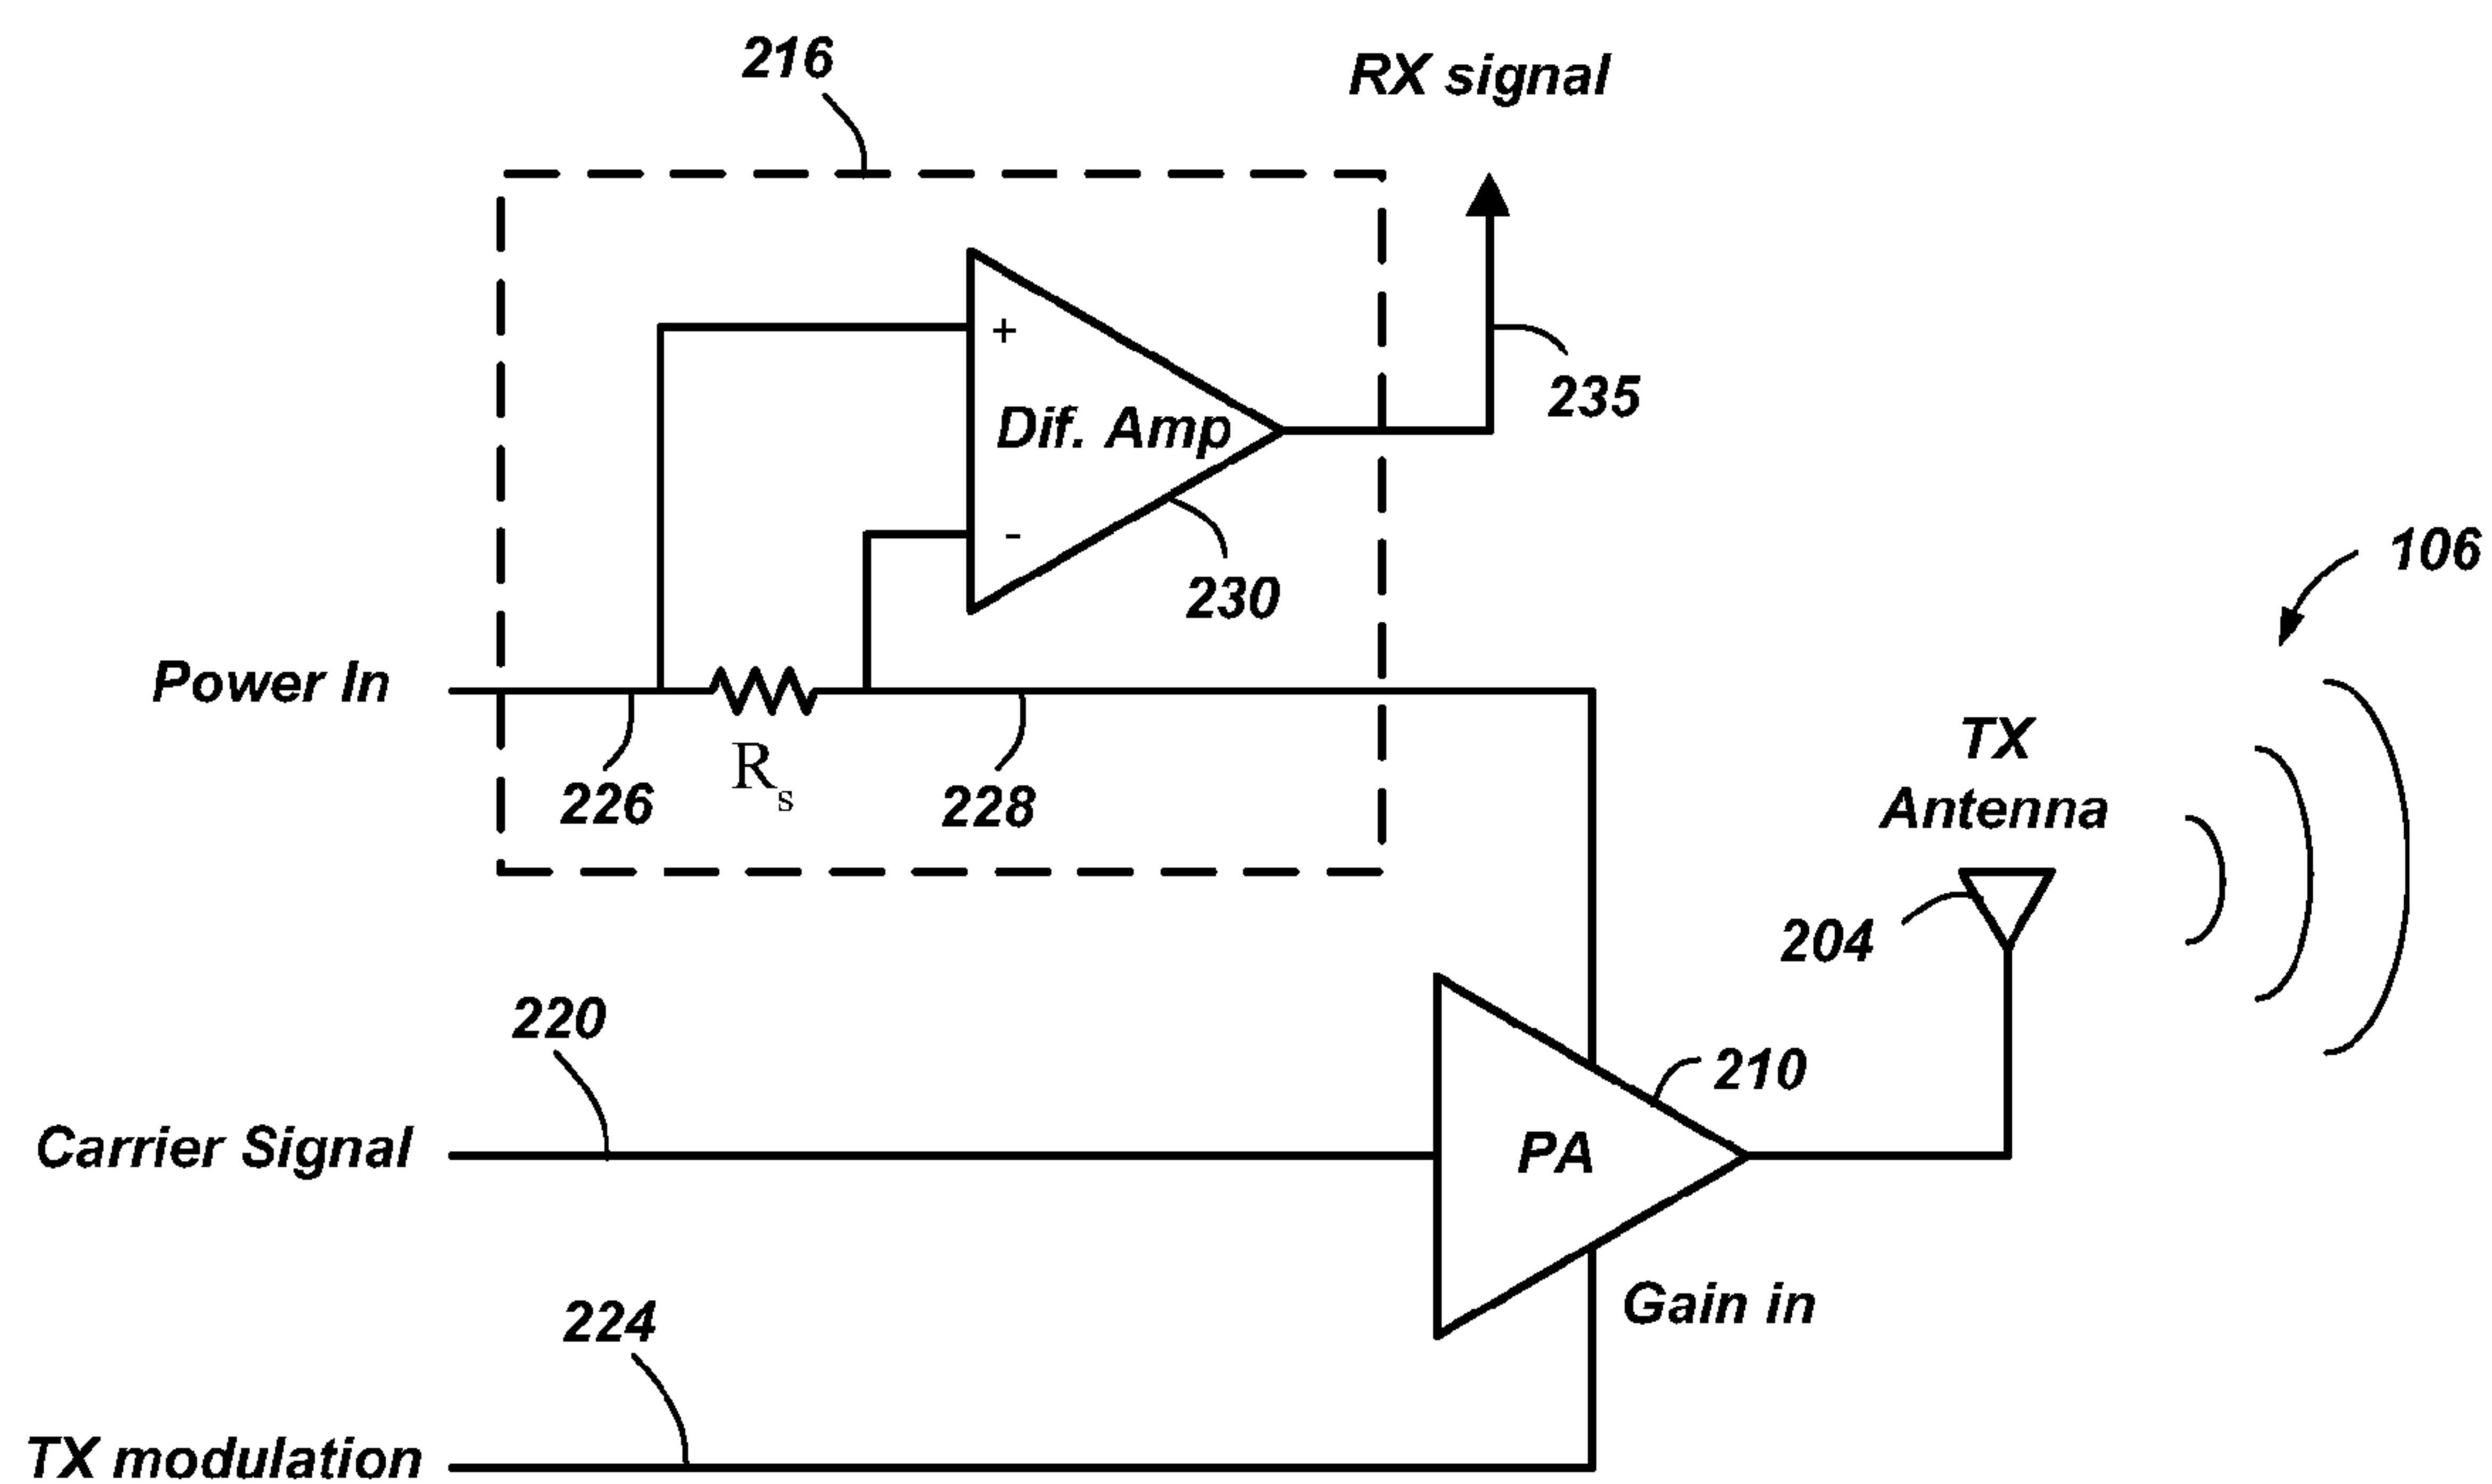 216
RX signal
+
Dif. Amp
235
-
230
106
Power In
226
Rs
228
TX
Antenna
204
220
210
Carrier Signal
PA
Gain in
224
TX modulation